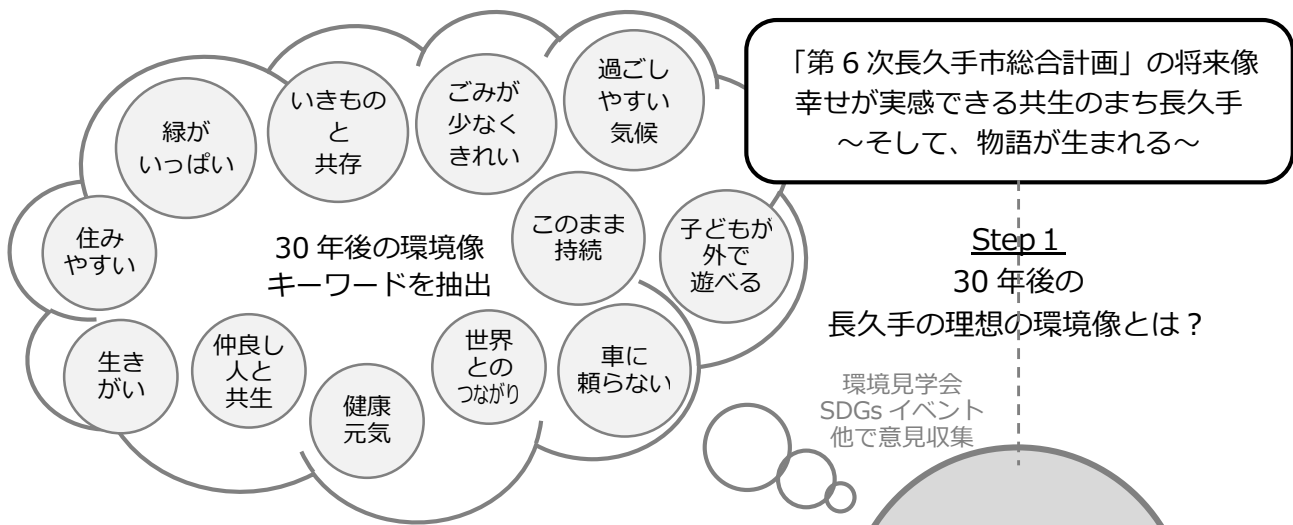 「第6次長久手市総合計画」の将来像
幸せが実感できる共生のまち長久手
～そして、物語が生まれる～
過ごし
やすい
気候
ごみが
少なく
きれい
いきもの
と
共存
緑が
いっぱい
住み
やすい
30年後の環境像
キーワードを抽出
このまま
持続
子どもが
外で
遊べる
Step 1
30年後の
長久手の理想の環境像とは？
生き
がい
仲良し
人と
共生
健康
元気
世界
との
つながり
車に
頼らない
環境見学会
SDGsイベント
他で意見収集